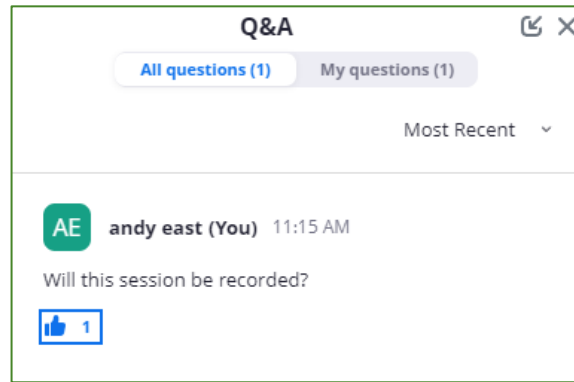 Q&A
All questions (1) My questions (1)
Most Recent
AE andy east (You) 11:15 AM
Will this session be recorded?
1